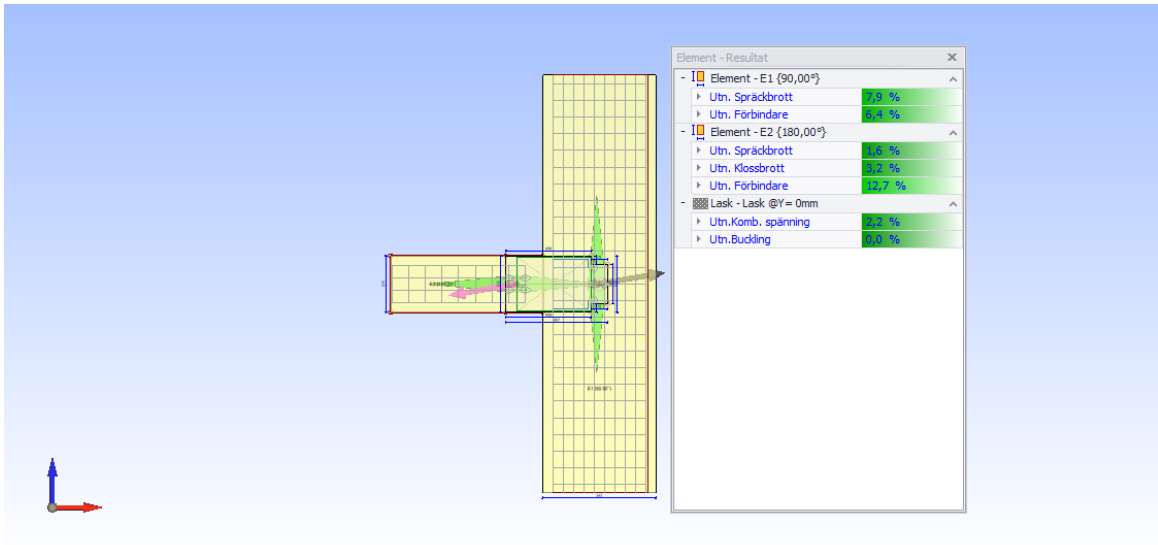 Element - Resultat
Element - E1 {90,00°}
Utn. Spräckbrott 7,9 %
Utn. Förbindare 6,4 %
Element - E2 {180,00°}
Utn. Spräckbrott 1,6 %
Utn. Klossbrott 3,2 %
Utn. Förbindare 12,7 %
Lask - Lask @Y= 0mm
Utn.Komb. spänning 2,2 %
Utn.Buckling 0,0 %